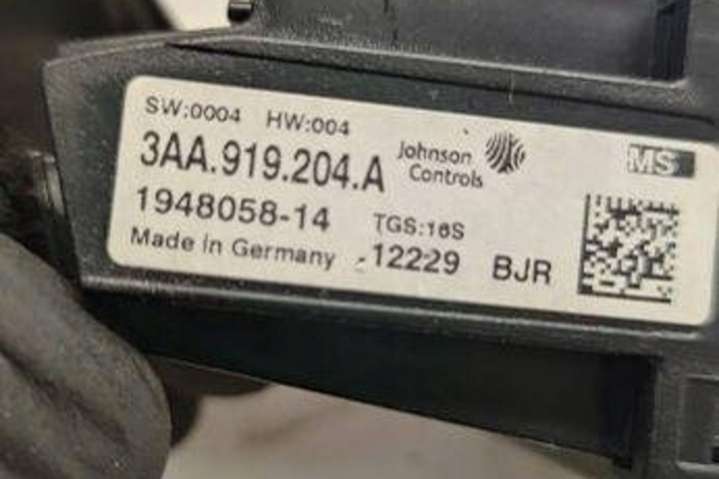 SW:0004 HW:004
3AA.919.204.A
Johnson
Controls
MS
1948058-14
TGS:16S
Made in Germany
12229 BJR